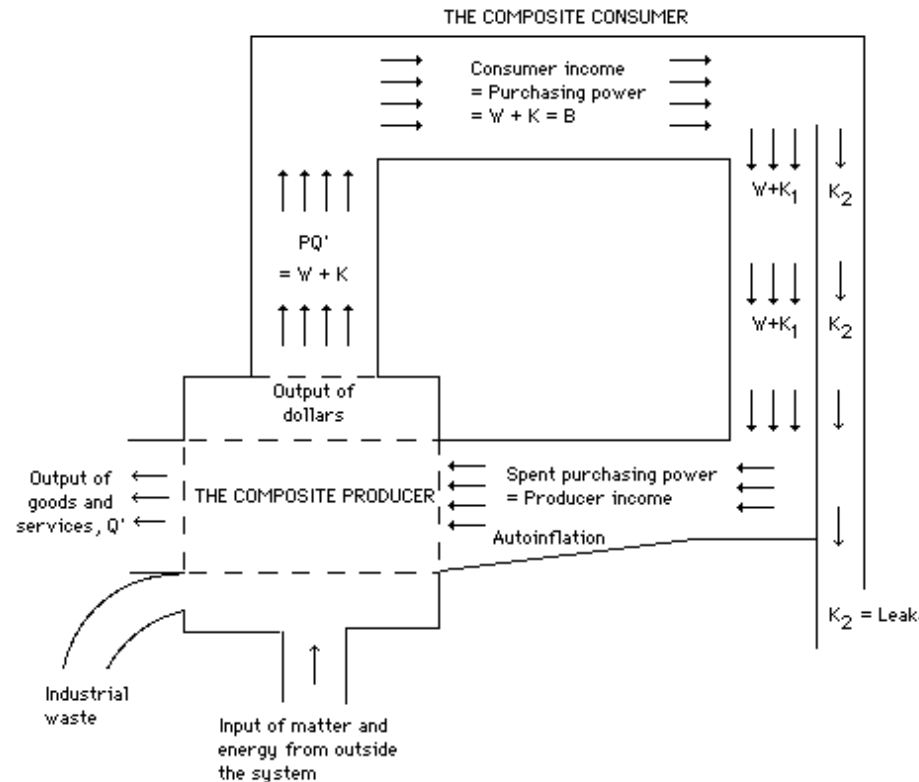 THE COMPOSITE CONSUMER
Consumer income
= Purchasing power
= W + K = B
W+K1
K2
PQ'
= W + K
W+K1
K2
Output of
dollars
Output of
goods and
services, Q'
THE COMPOSITE PRODUCER
Spent purchasing power
= Producer income
Autoinflation
K2 = Leak
Industrial
waste
Input of matter and
energy from outside
the system